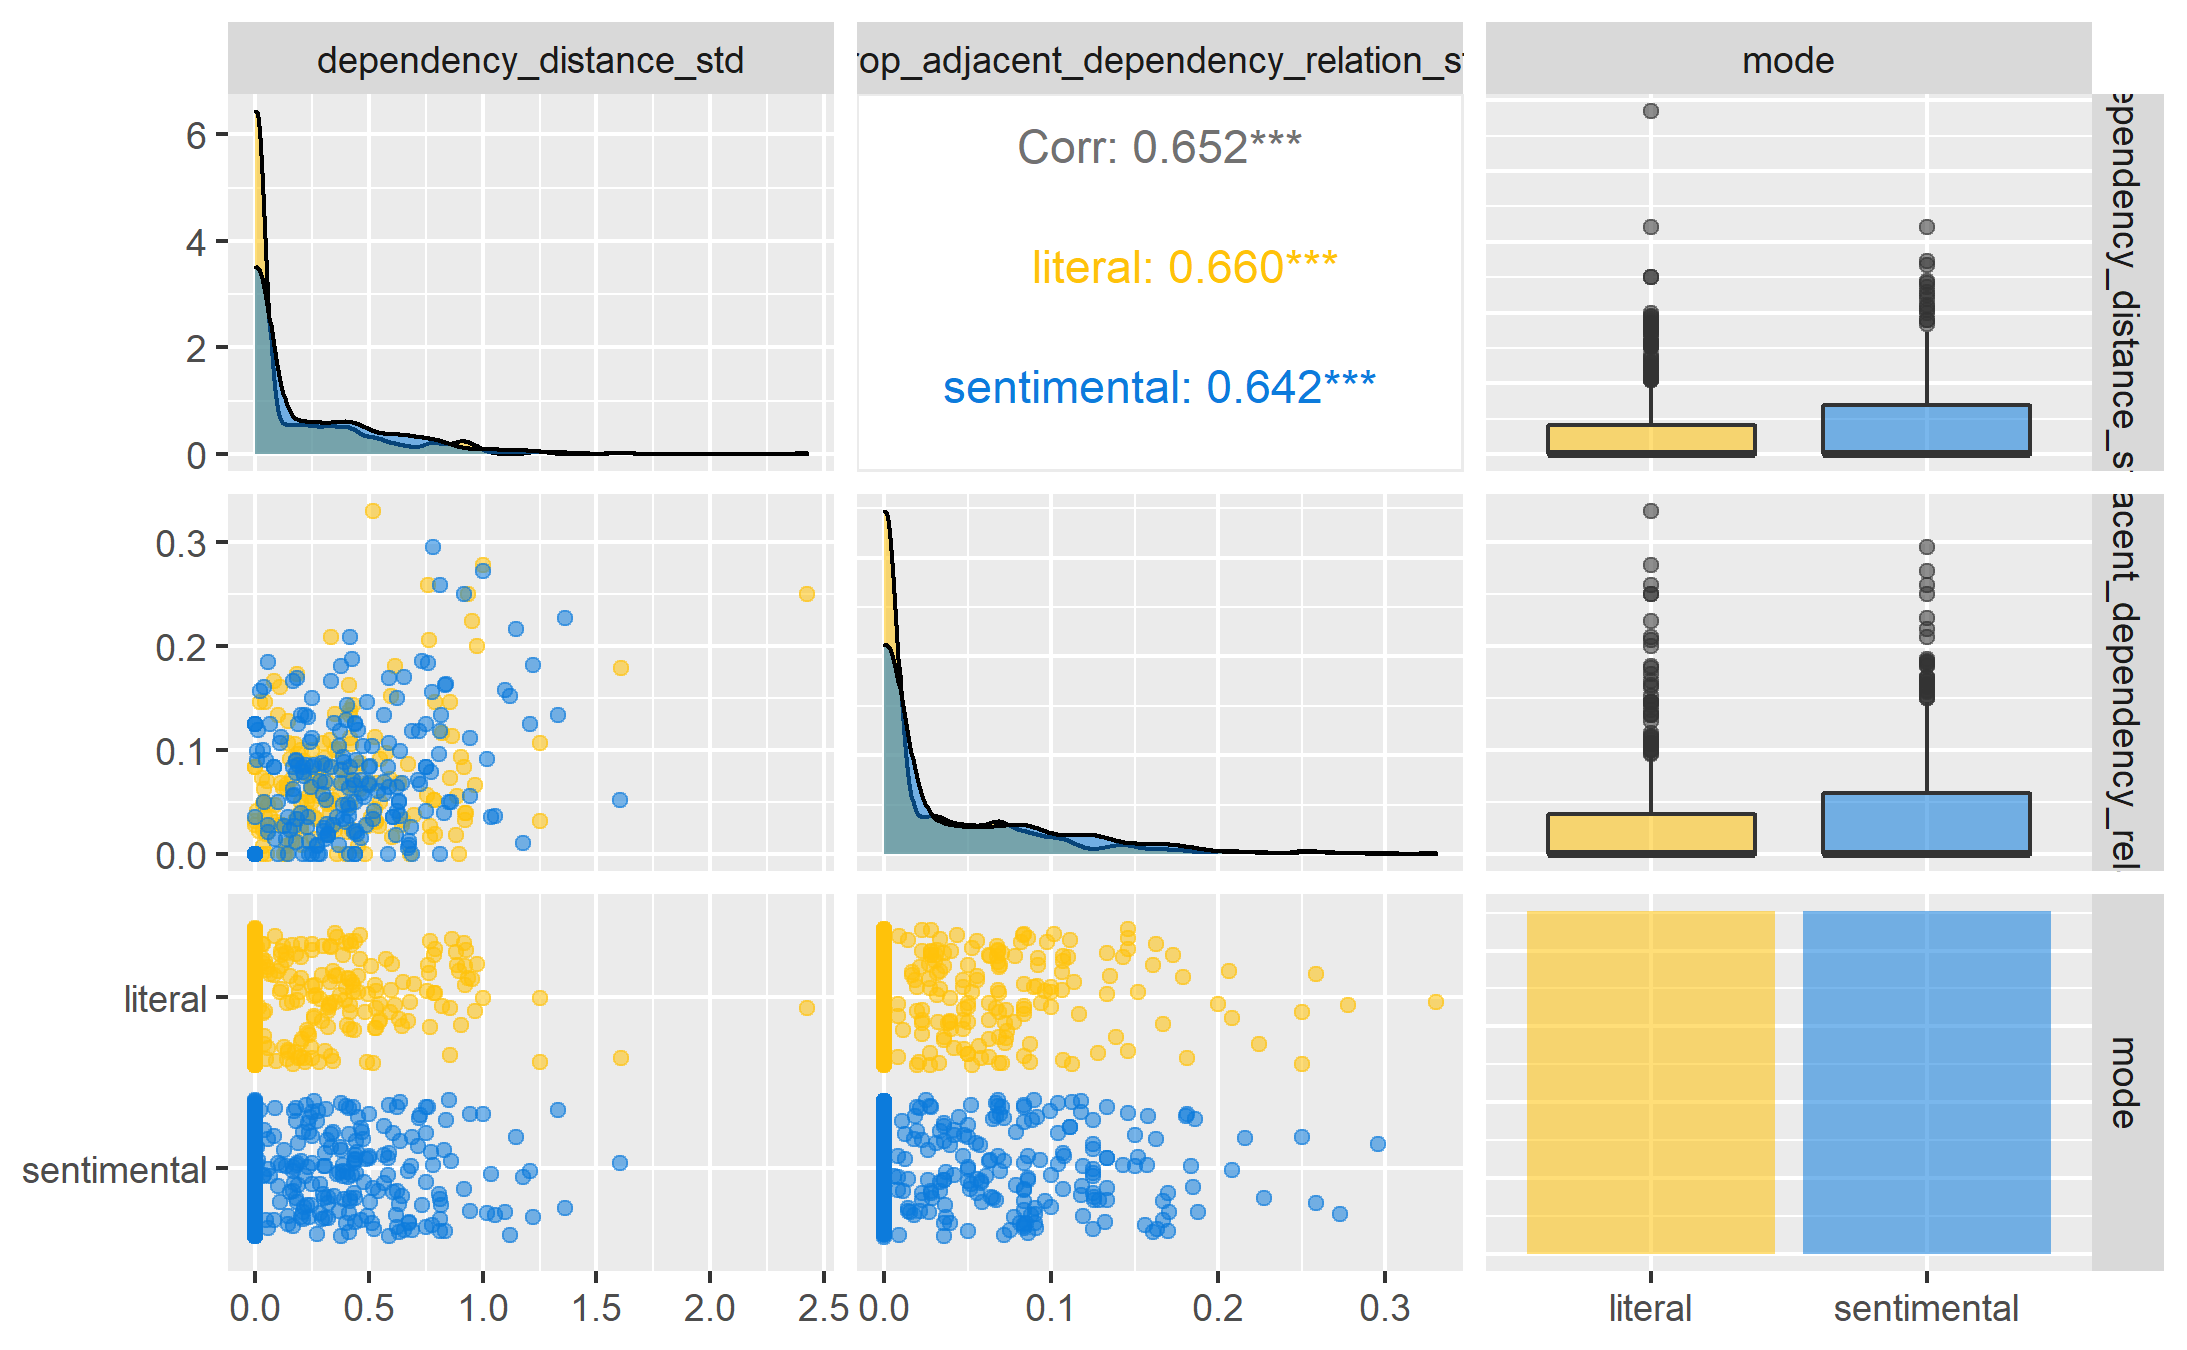 dependency_distance_std
rop_adjacent_dependency_relation_s
mode
6
4
2
0
Corr: 0.652***
literal: 0.660***
sentimental: 0.642***
ependency_distance_s
0.3
0.2
0.1
0.0
acent_dependency_rel
literal
sentimental
mode
0.0 0.5 1.0 1.5 2.0 2.5
0.0 0.1 0.2 0.3
literal sentimental